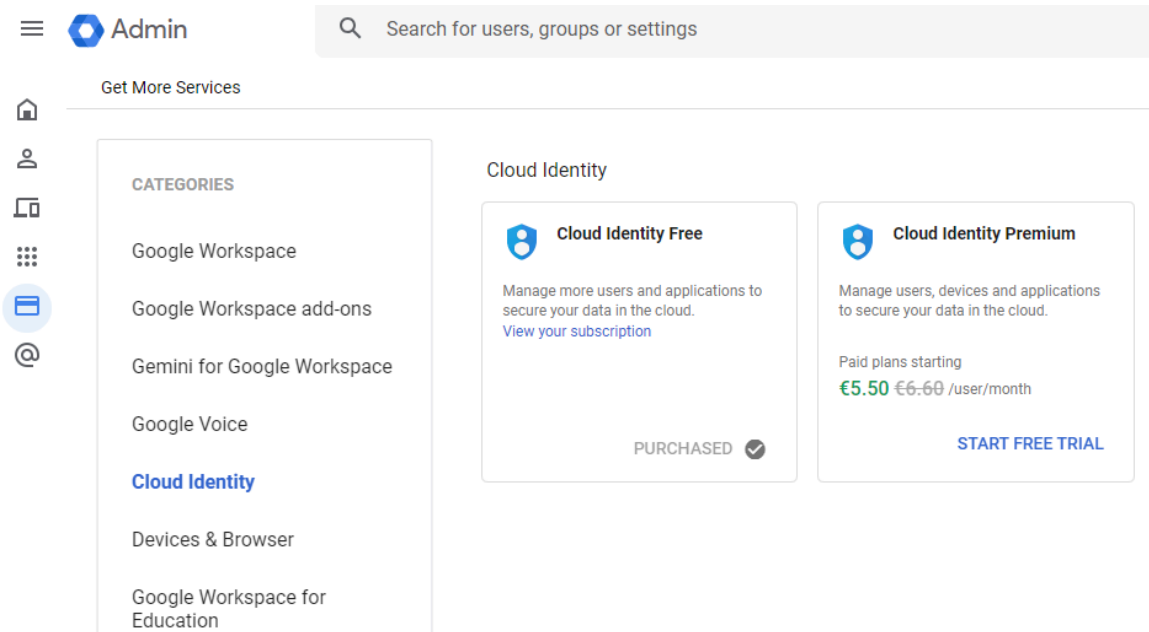 Admin
Search for users, groups or settings
Get More Services
CATEGORIES
Google Workspace
Google Workspace add-ons
Gemini for Google Workspace
Google Voice
Cloud Identity
Devices & Browser
Google Workspace for
Education
Cloud Identity
Cloud Identity Free
Manage more users and applications to
secure your data in the cloud.
View your subscription
PURCHASED
Cloud Identity Premium
Manage users, devices and applications
to secure your data in the cloud.
Paid plans starting
€5.50 €6.60 /user/month
START FREE TRIAL